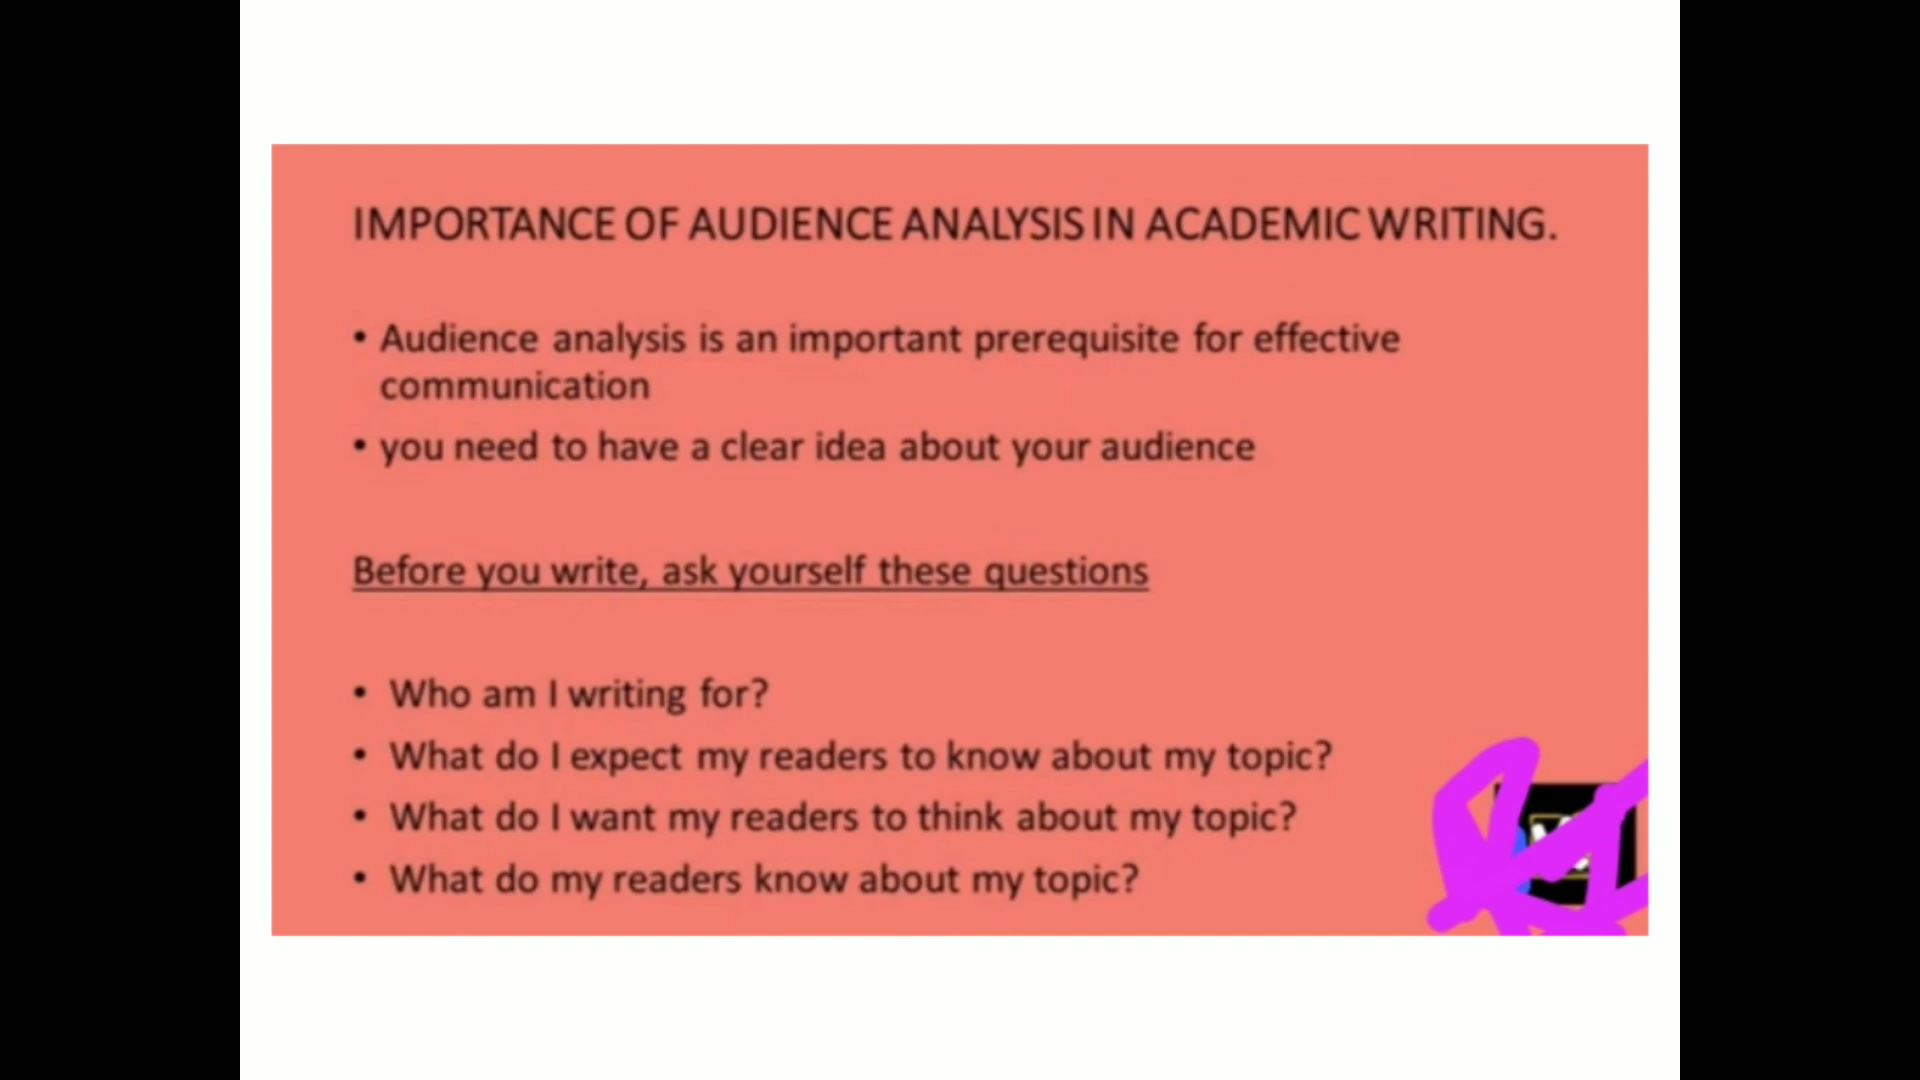 IMPORTANCE OF AUDIENCE ANALYSIS IN ACADEMIC WRITING.
• Audience analysis is an important prerequisite for effective
communication
• you need to have a clear idea about your audience
Before you write, ask yourself these questions
• Who am I writing for?
• What do I expect my readers to know about my topic?
• What do I want my readers to think about my topic?
• What do my readers know about my topic?